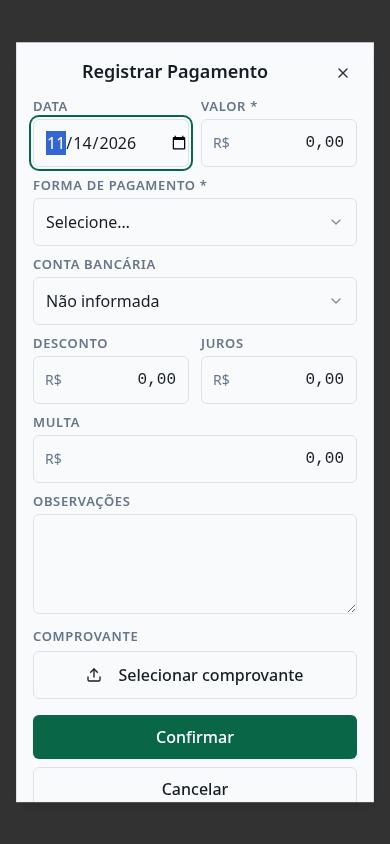 Registrar Pagamento
DATA
VALOR *
11/14/2026
R$ 0,00
FORMA DE PAGAMENTO *
Selecione...
CONTA BANCÁRIA
Não informada
DESCONTO
JUROS
R$ 0,00
R$ 0,00
MULTA
R$ 0,00
OBSERVAÇÕES
COMPROVANTE
Selecionar comprovante
Confirmar
Cancelar